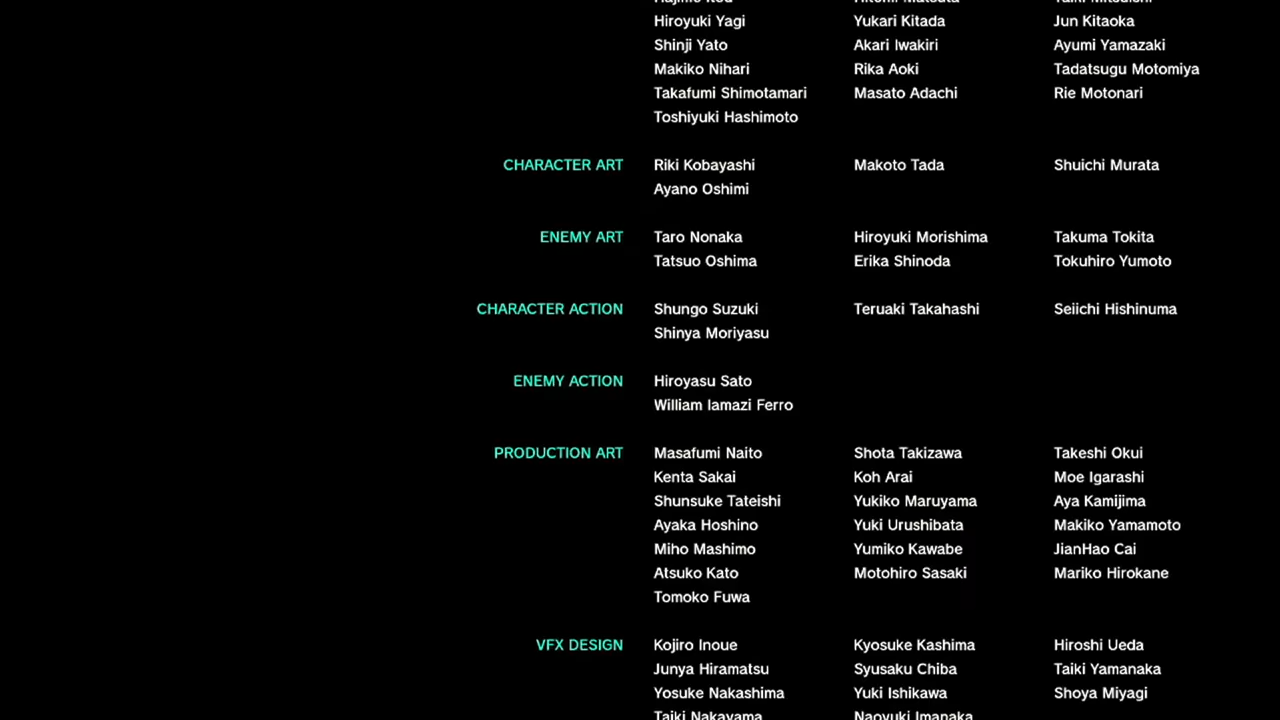 Hiroyuki Yagi Yukari Kitada Jun Kitaoka
Shinji Yato Akari Iwakiri Ayumi Yamazaki
Makiko Nihari Rika Aoki Tadatsugu Motomiya
Takafumi Shimotamari Masato Adachi Rie Motonari
Toshiyuki Hashimoto
CHARACTER ART Riki Kobayashi Makoto Tada Shuichi Murata
Ayano Oshimi
ENEMY ART Taro Nonaka Hiroyuki Morishima Takuma Tokita
Tatsuo Oshima Erika Shinoda Tokuhiro Yumoto
CHARACTER ACTION Shungo Suzuki Teruaki Takahashi Seiichi Hishinuma
Shinya Moriyasu
ENEMY ACTION Hiroyasu Sato
William Iamazi Ferro
PRODUCTION ART Masafumi Naito Shota Takizawa Takeshi Okui
Kenta Sakai Koh Arai Moe Igarashi
Shunsuke Tateishi Yukiko Maruyama Aya Kamijima
Ayaka Hoshino Yuki Urushibata Makiko Yamamoto
Miho Mashimo Yumiko Kawabe JianHao Cai
Atsuko Kato Motohiro Sasaki Mariko Hirokane
Tomoko Fuwa
VFX DESIGN Kojiro Inoue Kyosuke Kashima Hiroshi Ueda
Junya Hiramatsu Syusaku Chiba Taiki Yamanaka
Yosuke Nakashima Yuki Ishikawa Shoya Miyagi
Taiki Nakayama Naoyuki Imanaka